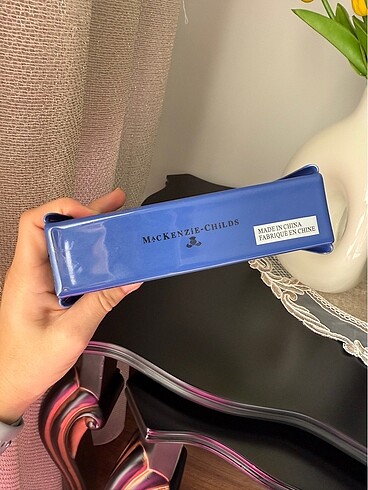 MACKENZIE-CHILDS
MADE IN CHINA
FABRIQUE EN CHINE